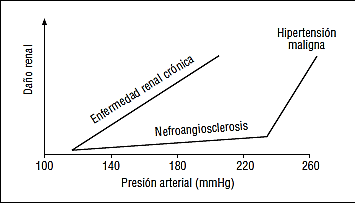 Hipertensión
maligna
Daño renal
Enfermedad renal crónica
Nefroangiosclerosis
100 140 180 220 260
Presión arterial (mmHg)